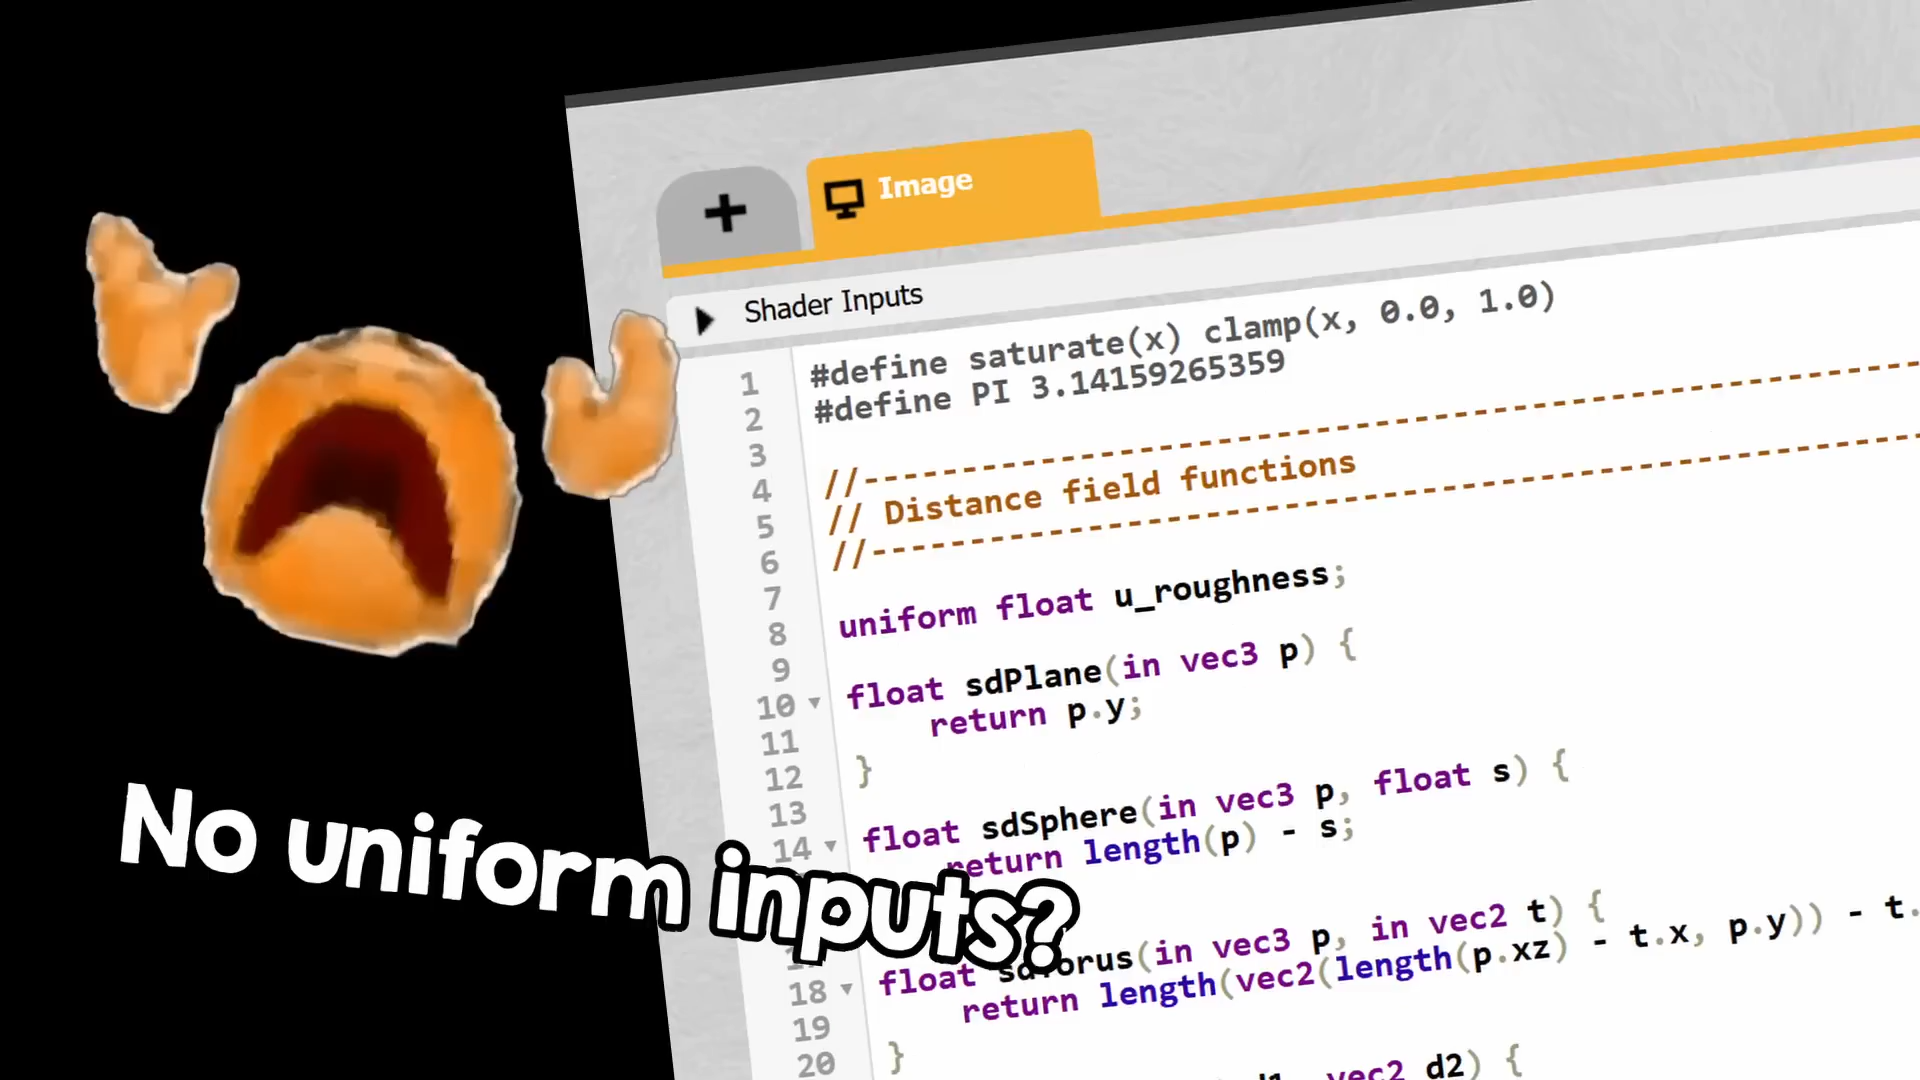 + Image
Shader Inputs
1 #define saturate(x) clamp(x, 0.0, 1.0)
2 #define PI 3.14159265359
3
4 //--------------------------------------------------
5 // Distance field functions
6 //--------------------------------------------------
7
8 uniform float u_roughness;
9
10 float sdPlane(in vec3 p) {
11 return p.y;
12 }
13
14 float sdSphere(in vec3 p, float s) {
return length(p) - s;
No uniform inputs?
18 float sdTorus(in vec3 p, in vec2 t) {
19 return length(vec2(length(p.xz) - t.x, p.y)) - t.
20 }
vec2 d2) {